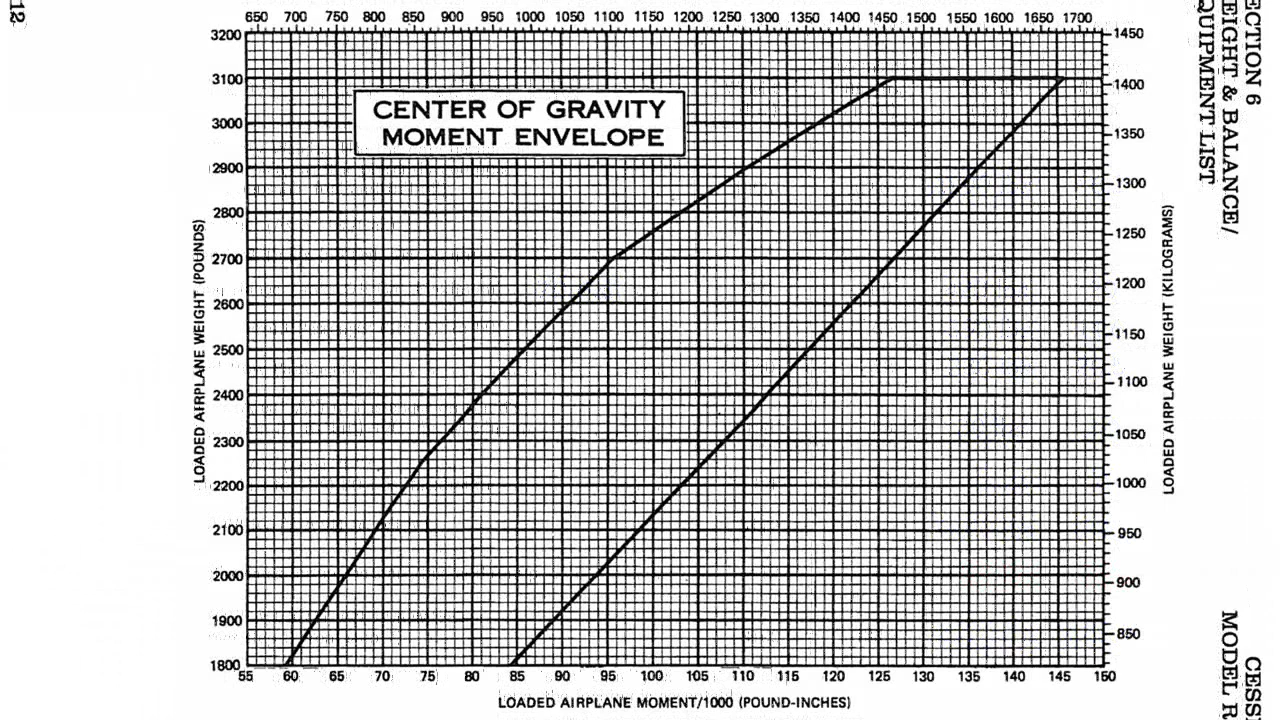 12
650 700 750 800 850 900 950 1000 1050 1100 1150 1200 1250 1300 1350 1400 1450 1500 1550 1600 1650 1700
CENTER OF GRAVITY
MOMENT ENVELOPE
LOADED AIRPLANE WEIGHT (POUNDS)
3200
3100
3000
2900
2800
2700
2600
2500
2400
2300
2200
2100
2000
1900
1800
1450
1400
1350
1300
1250
1200
1150
1100
1050
1000
950
900
850
LOADED AIRPLANE WEIGHT (KILOGRAMS)
55 60 65 70 75 80 85 90 95 100 105 110 115 120 125 130 135 140 145 150
LOADED AIRPLANE MOMENT/1000 (POUND-INCHES)
ECTION 6
EIGHT & BALANCE/
QUIPMENT LIST
CESS
MODEL R